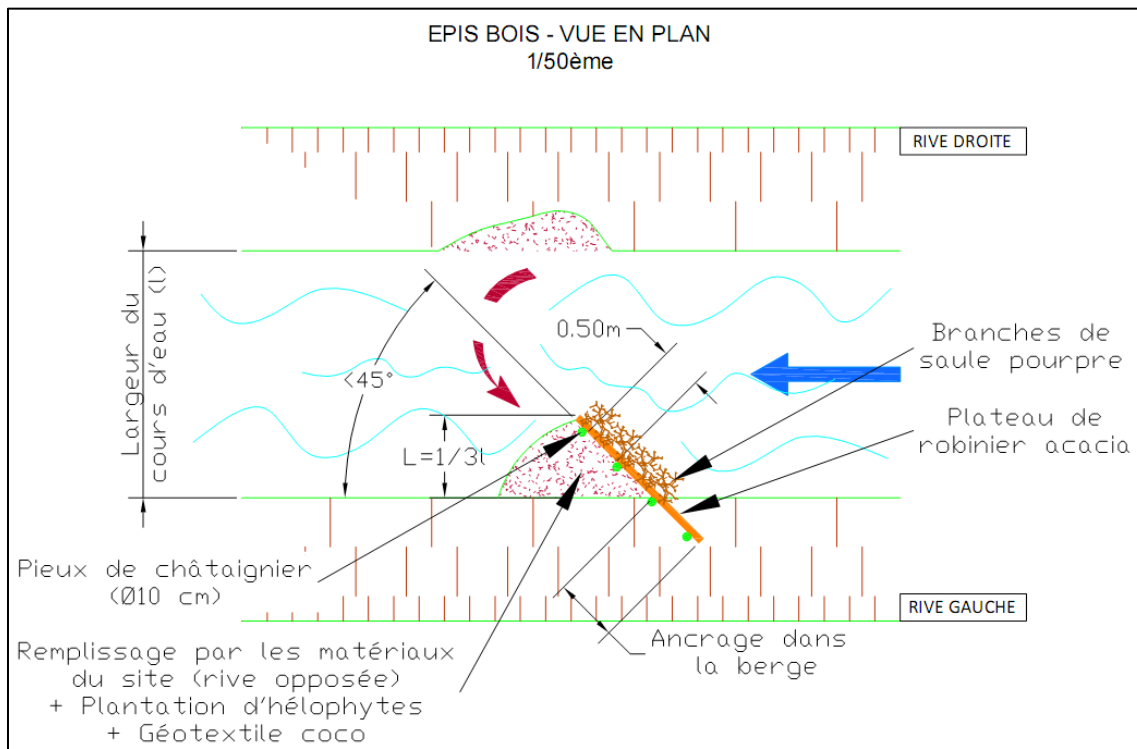 EPIS BOIS - VUE EN PLAN
1/50ème
RIVE DROITE
Largeur du
cours d'eau (l)
<45°
0.50m
Branches de
saule pourpre
Plateau de
robinier acacia
L=1/3l
Pieux de châtaignier
(Ø10 cm)
RIVE GAUCHE
Ancrage dans
la berge
Remplissage par les matériaux
du site (rive opposée)
+ Plantation d'hélophytes
+ Géotextile coco